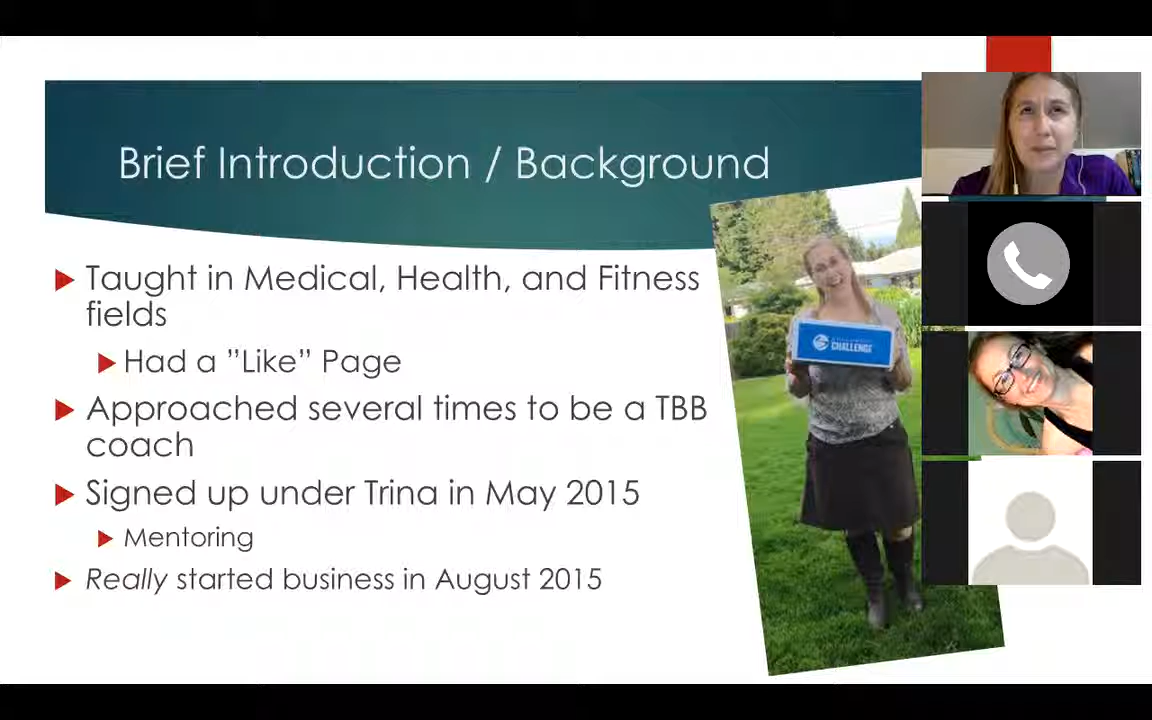 Brief Introduction / Background
Taught in Medical, Health, and Fitness
fields
Had a ”Like” Page
Approached several times to be a TBB
coach
Signed up under Trina in May 2015
Mentoring
Really started business in August 2015
CHALLENGE